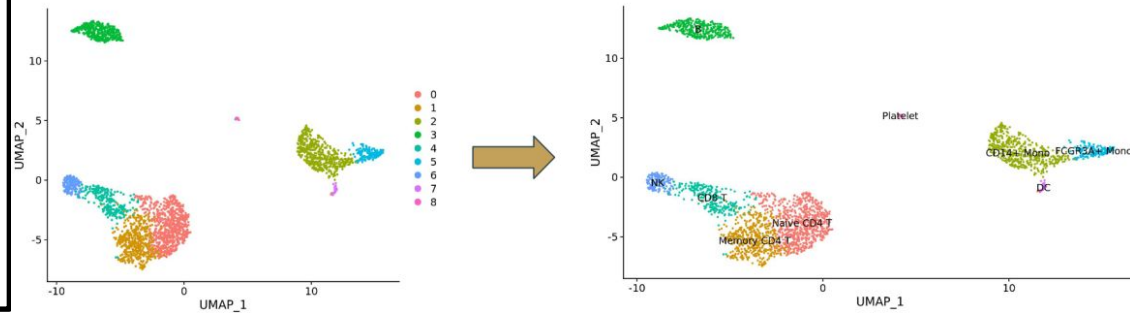 10
5
0
-5
UMAP_2
-10
0
10
UMAP_1
0
1
2
3
4
5
6
7
8
10
5
0
-5
UMAP_2
B
Platelet
CD14+ Mono
FCGR3A+ Mono
DC
NK
CD8 T
Naive CD4 T
Memory CD4 T
-10
0
10
UMAP_1